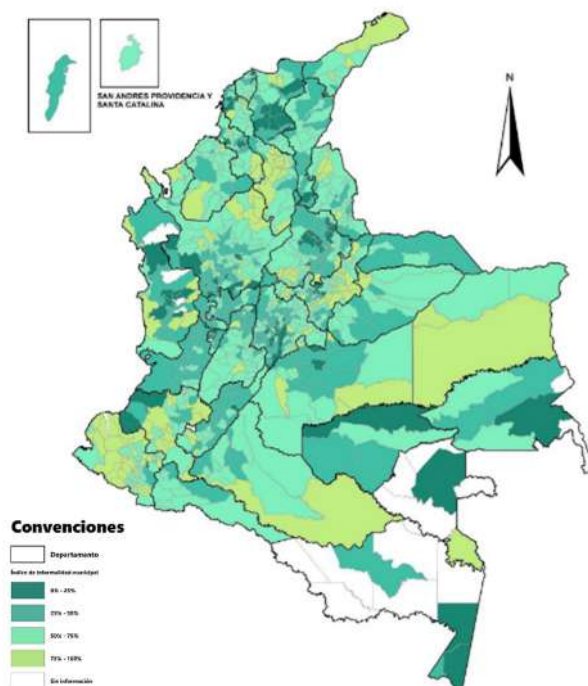 SAN ANDRES PROVIDENCIA Y
SANTA CATALINA
N
Convenciones
Departamento
Índice de informalidad municipal
0% - 25%
25% - 50%
50% - 75%
75% - 100%
Sin información